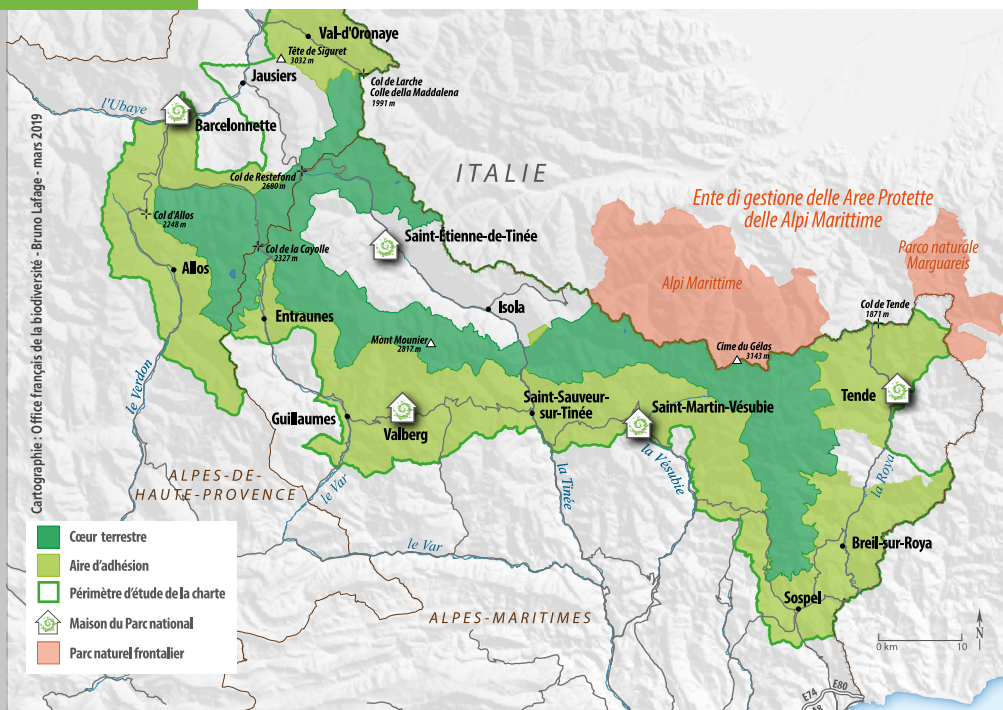 Val-d'Oronaye
Tête de Siguret
3032 m
Jausiers
Col de Larche
Colle della Maddalena
1991 m
l'Ubaye
Barcelonnette
ITALIE
Col de Restefond
2680 m
Ente di gestione delle Aree Protette
delle Alpi Marittime
Col d'Allos
2248 m
Saint-Étienne-de-Tinée
Col de la Cayolle
2327 m
Parco naturale
Marguareis
Allos
Alpi Marittime
Isola
Col de Tende
1871 m
Entraunes
Mont Mounier
2817 m
Cime du Gélas
3143 m
le Verdon
Tende
Saint-Sauveur-
sur-Tinée
Saint-Martin-Vésubie
Guillaumes
Valberg
la Vésubie
la Tinée
la Roya
ALPES-DE-
HAUTE-PROVENCE
le Var
le Var
Breil-sur-Roya
Sospel
ALPES-MARITIMES
Cœur terrestre
Aire d'adhésion
Périmètre d'étude de la charte
Maison du Parc national
Parc naturel frontalier
N
0 km 10
E74 E80
A8
Cartographie : Office français de la biodiversité - Bruno Lafage - mars 2019